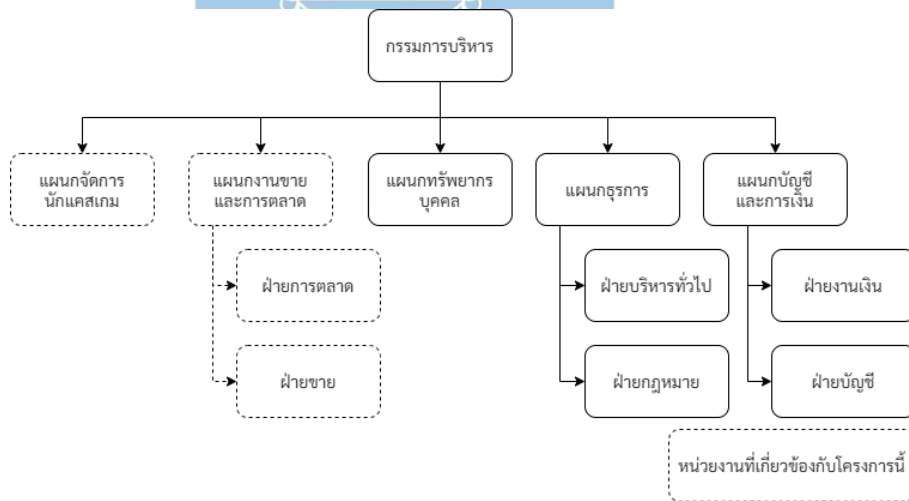 กรรมการบริหาร
แผนกจัดการ
นักแคสเกม
แผนกงานขาย
และการตลาด
แผนกทรัพยากร
บุคคล
แผนกธุรการ
แผนกบัญชี
และการเงิน
ฝ่ายการตลาด
ฝ่ายบริหารทั่วไป
ฝ่ายงานเงิน
ฝ่ายขาย
ฝ่ายกฎหมาย
ฝ่ายบัญชี
หน่วยงานที่เกี่ยวข้องกับโครงการนี้